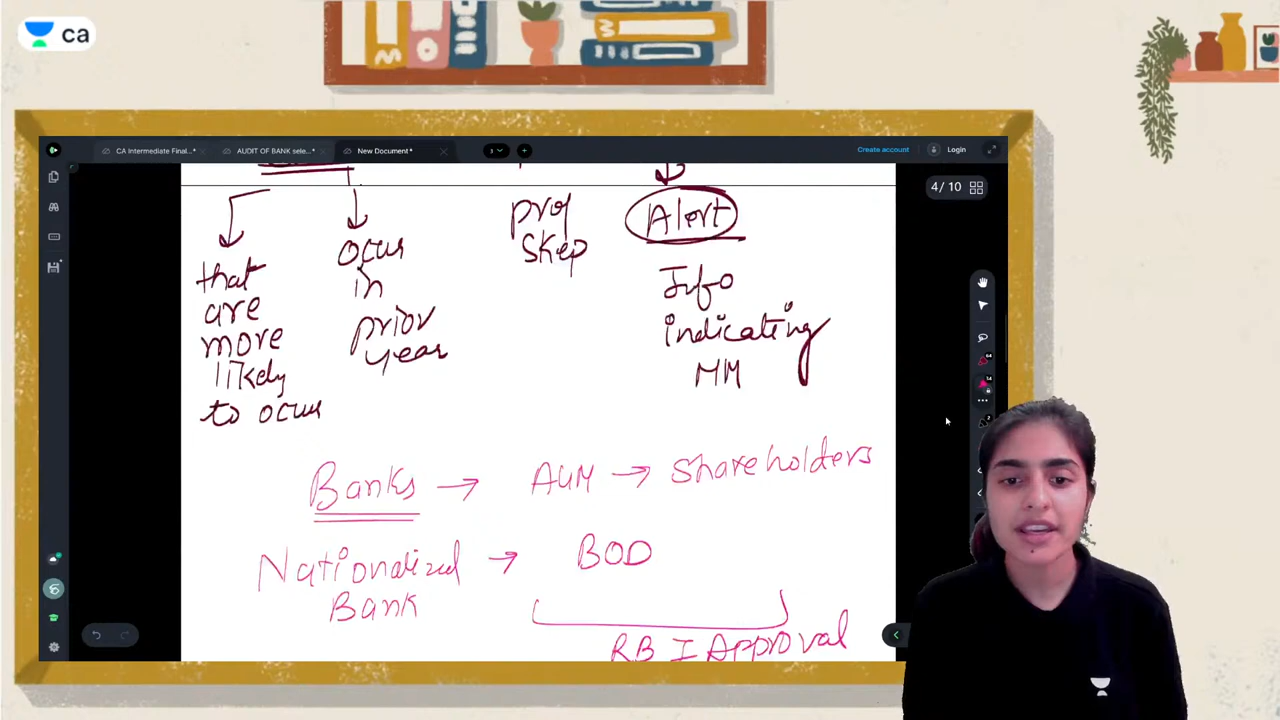 ca
CA Intermediate Final...*
AUDIT OF BANK sele...*
New Document*
1
Create account
Login
4/ 10
that
are
more
likely
to occur
occur
in
prior
year
prof
Skep
Alert
Info
indicating
MM
Banks → AGM → Shareholders
Nationalized → BOD
Bank
RBI Approval